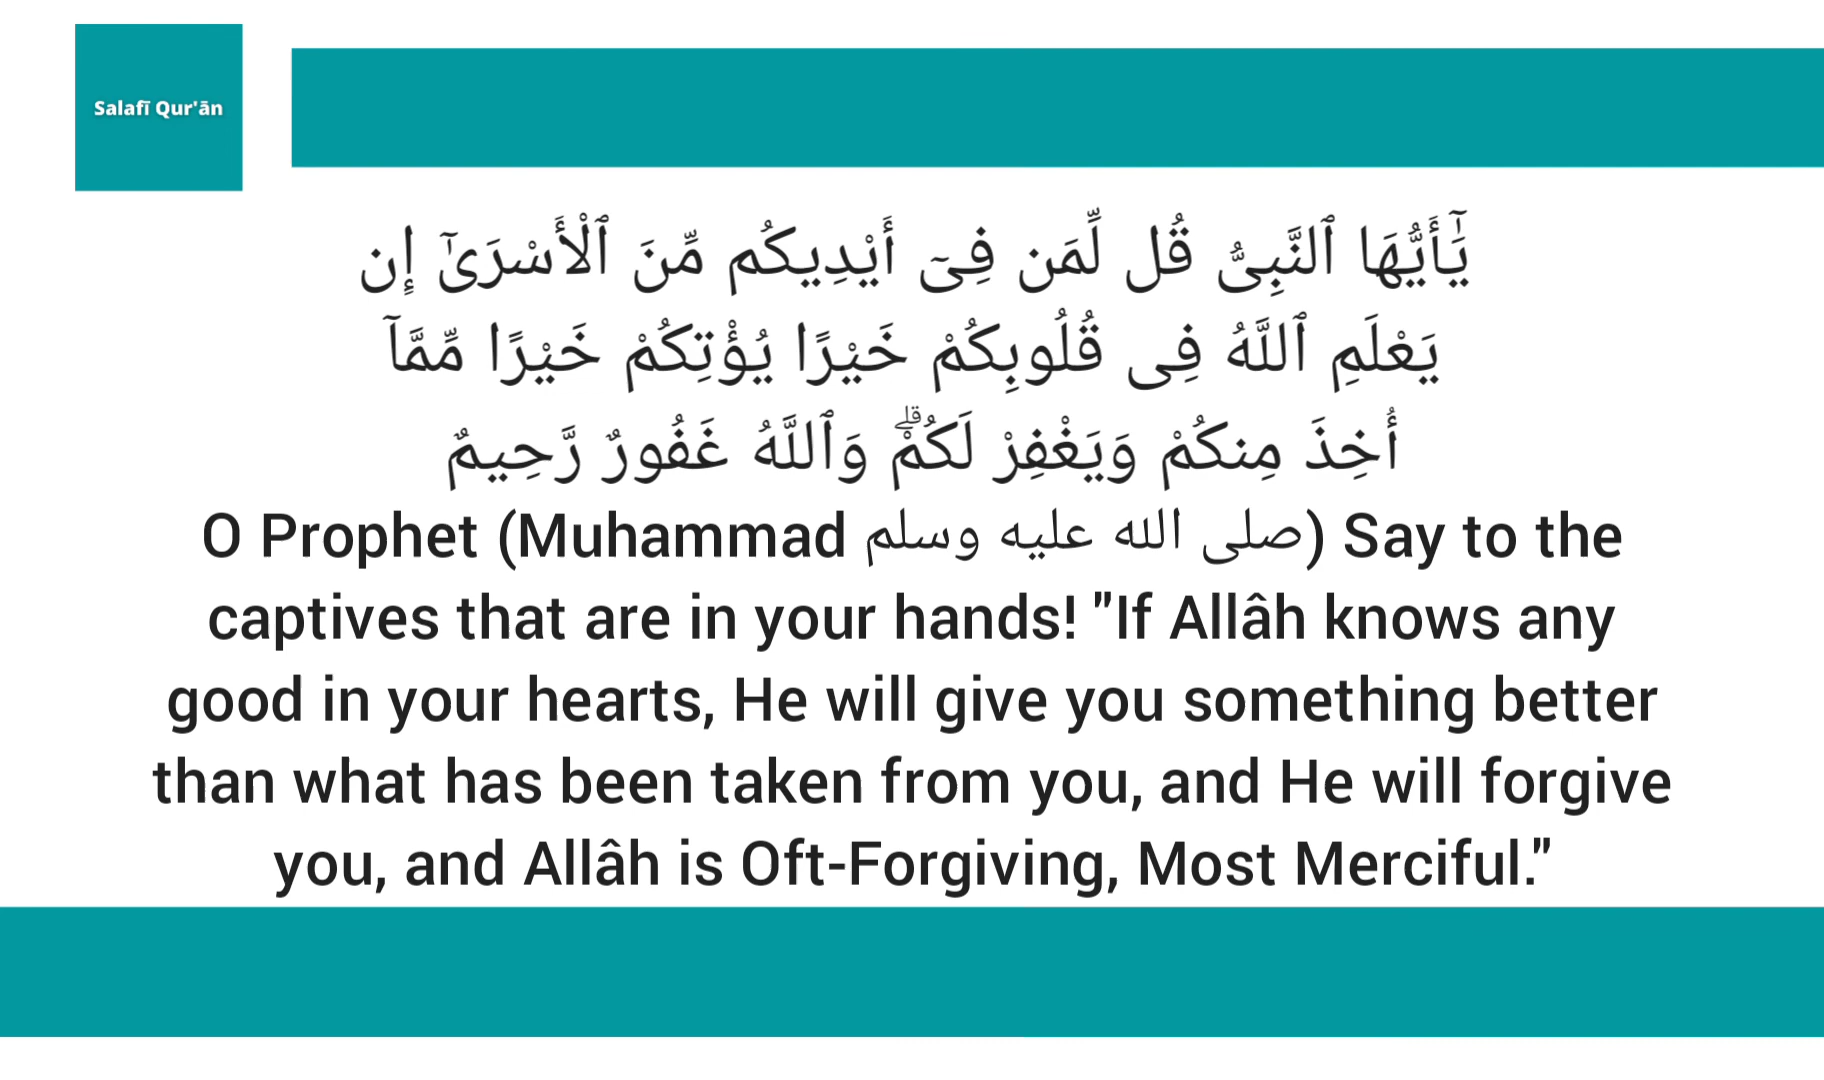 Salafī Qur'ān
يَٰٓأَيُّهَا ٱلنَّبِىُّ قُل لِّمَن فِىٓ أَيْدِيكُم مِّنَ ٱلْأَسْرَىٰٓ إِن
يَعْلَمِ ٱللَّهُ فِى قُلُوبِكُمْ خَيْرًا يُؤْتِكُمْ خَيْرًا مِّمَّآ
أُخِذَ مِنكُمْ وَيَغْفِرْ لَكُمْ ۗ وَٱللَّهُ غَفُورٌ رَّحِيمٌ
O Prophet (Muhammad صلى الله عليه وسلم) Say to the
captives that are in your hands! "If Allâh knows any
good in your hearts, He will give you something better
than what has been taken from you, and He will forgive
you, and Allâh is Oft-Forgiving, Most Merciful."